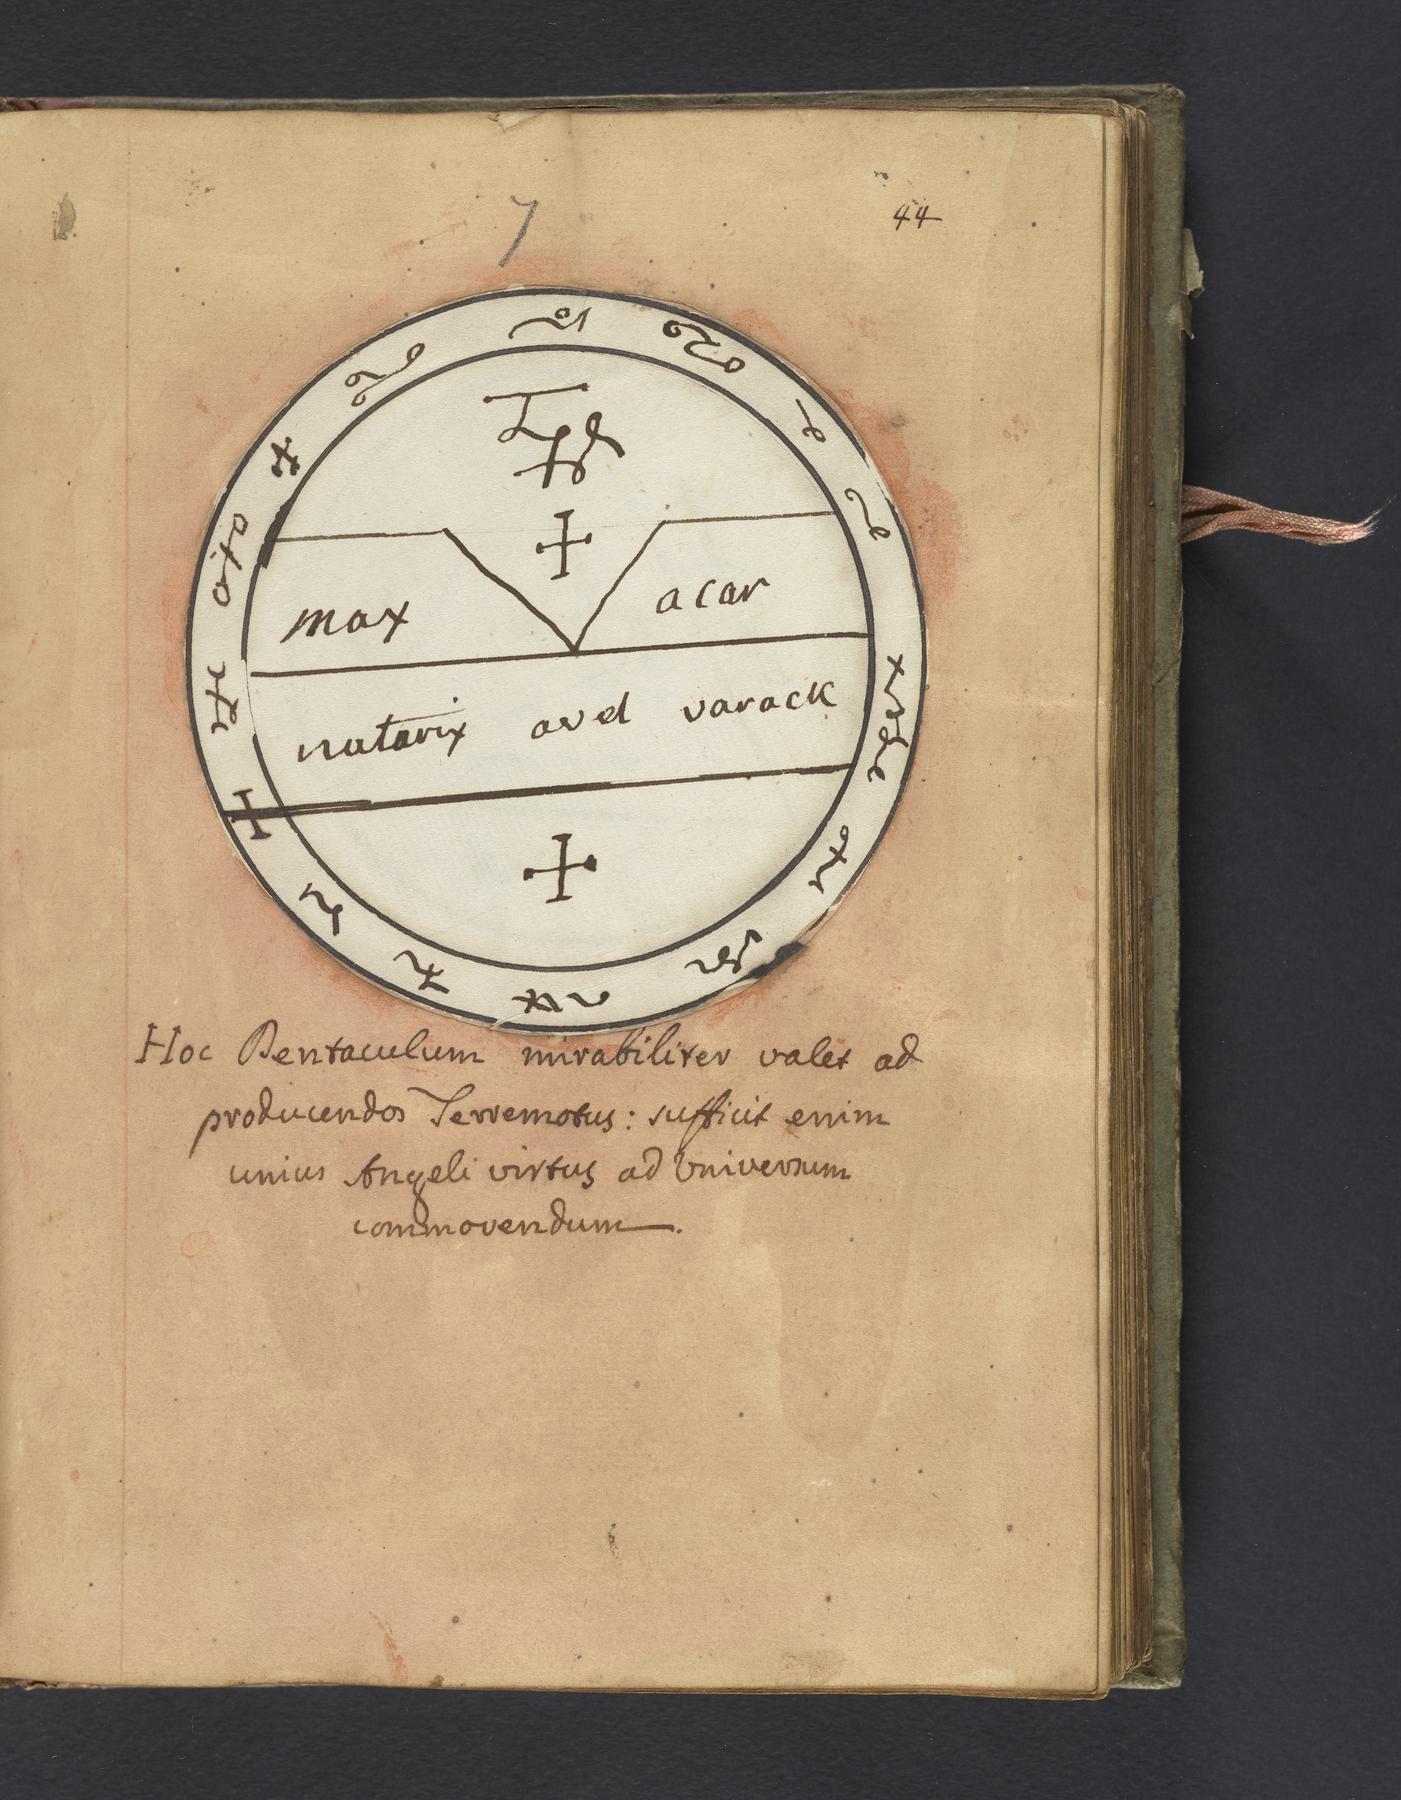 7
44
max
acar
natarix avel varack
Hoc Pentaculum mirabiliter valet ad
producendos Terremotus: sufficit enim
unius Angeli virtus ad Universum
commovendum.